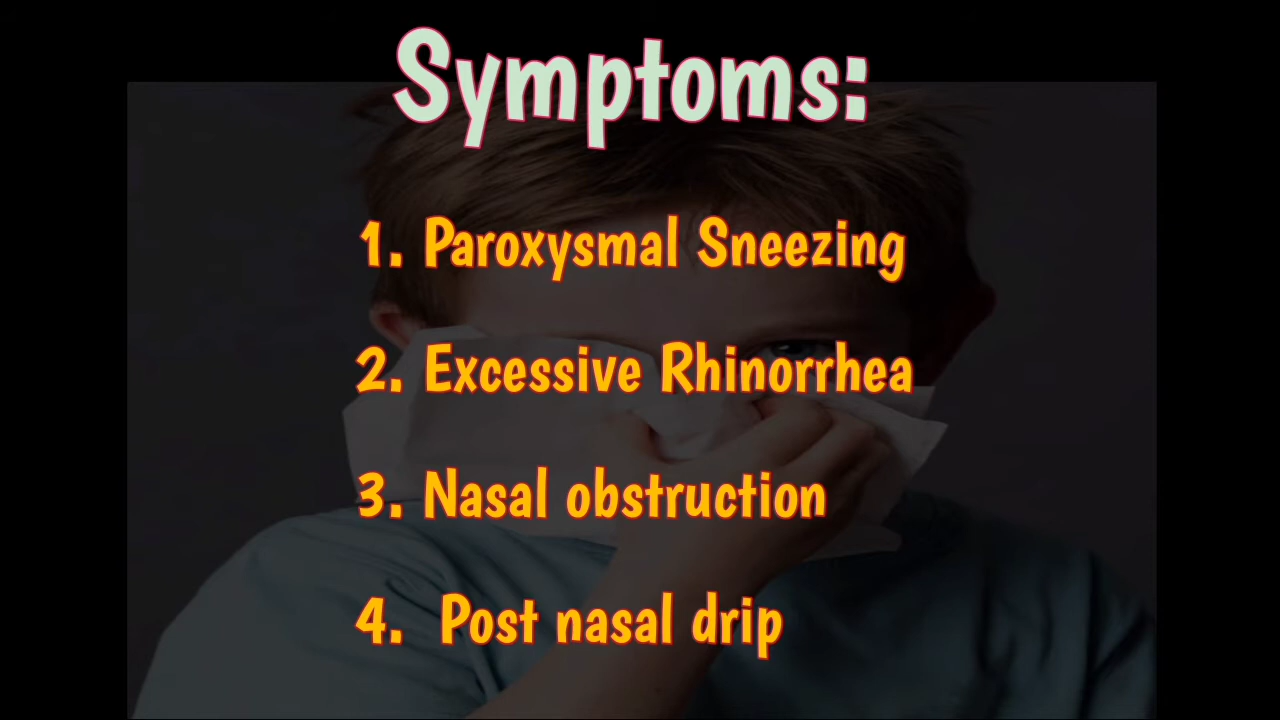 Symptoms:
1. Paroxysmal Sneezing
2. Excessive Rhinorrhea
3. Nasal obstruction
4. Post nasal drip